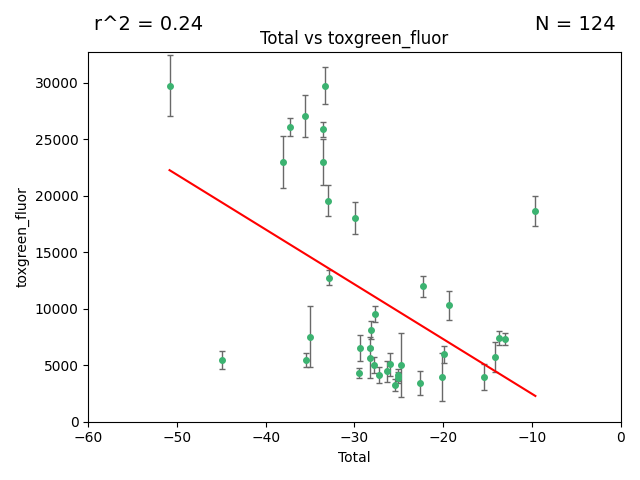 r^2 = 0.24
N = 124
Total vs toxgreen_fluor
30000
25000
20000
15000
10000
5000
0
toxgreen_fluor
−60
−50
−40
−30
−20
−10
0
Total